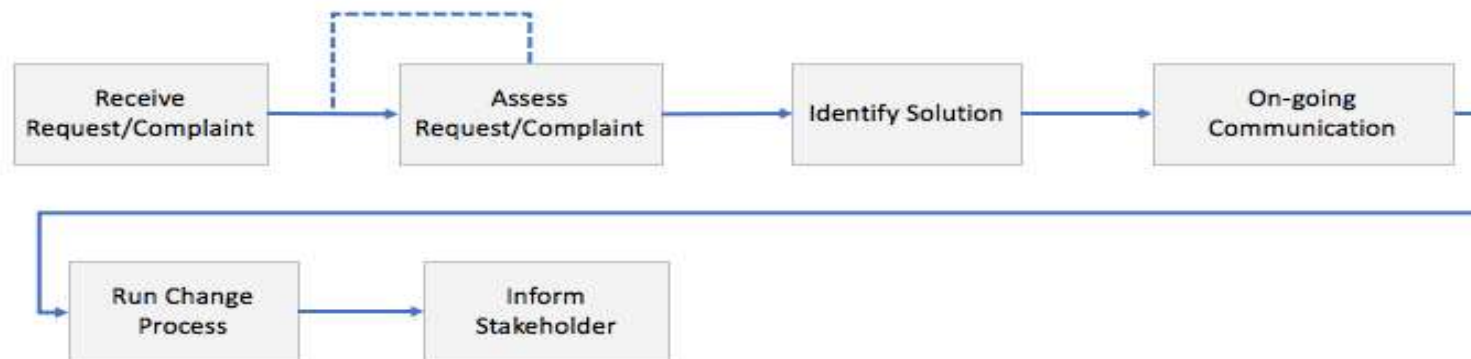 Receive
Request/Complaint
Assess
Request/Complaint
Identify Solution
On-going
Communication
Run Change
Process
Inform
Stakeholder